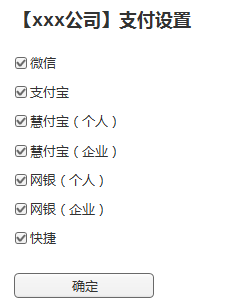 【xxx公司】支付设置
微信
支付宝
慧付宝（个人）
慧付宝（企业）
网银（个人）
网银（企业）
快捷
确定